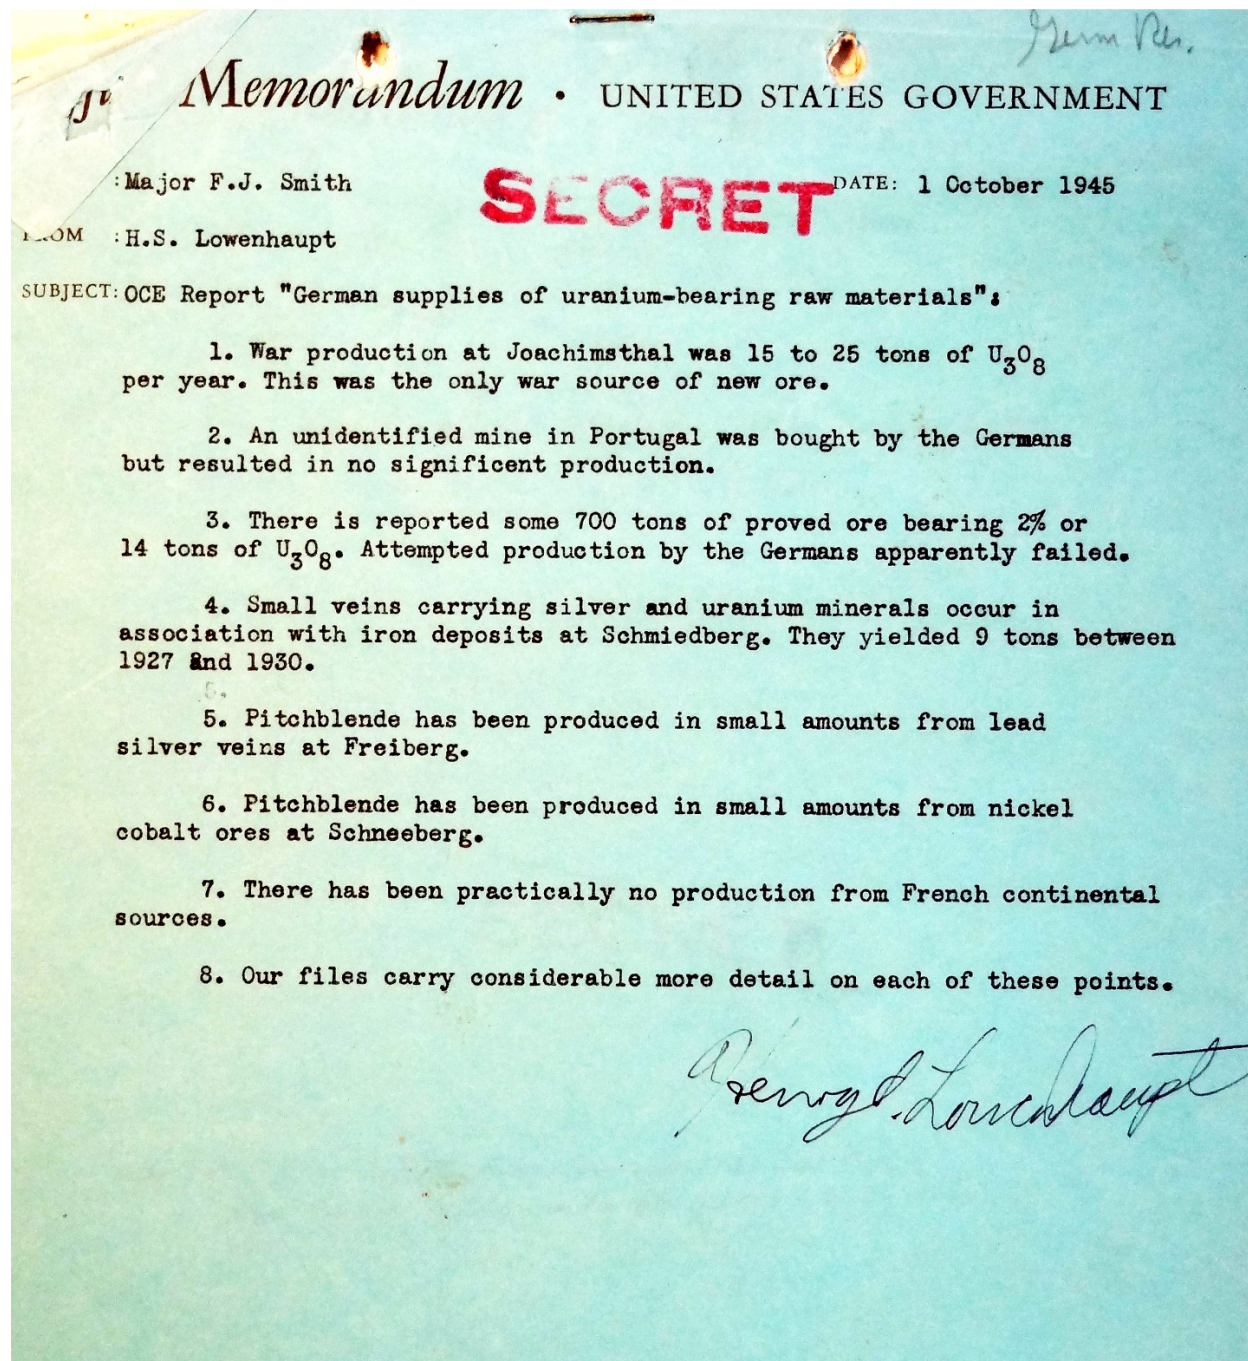 Germ Res.
Memorandum • UNITED STATES GOVERNMENT
: Major F.J. Smith
SECRET
DATE: 1 October 1945
FROM : H.S. Lowenhaupt
SUBJECT: OCE Report "German supplies of uranium-bearing raw materials":
1. War production at Joachimsthal was 15 to 25 tons of U3O8
per year. This was the only war source of new ore.
2. An unidentified mine in Portugal was bought by the Germans
but resulted in no significent production.
3. There is reported some 700 tons of proved ore bearing 2% or
14 tons of U3O8. Attempted production by the Germans apparently failed.
4. Small veins carrying silver and uranium minerals occur in
association with iron deposits at Schmiedberg. They yielded 9 tons between
1927 and 1930.
5. Pitchblende has been produced in small amounts from lead
silver veins at Freiberg.
6. Pitchblende has been produced in small amounts from nickel
cobalt ores at Schneeberg.
7. There has been practically no production from French continental
sources.
8. Our files carry considerable more detail on each of these points.
Henry S. Lowenhaupt